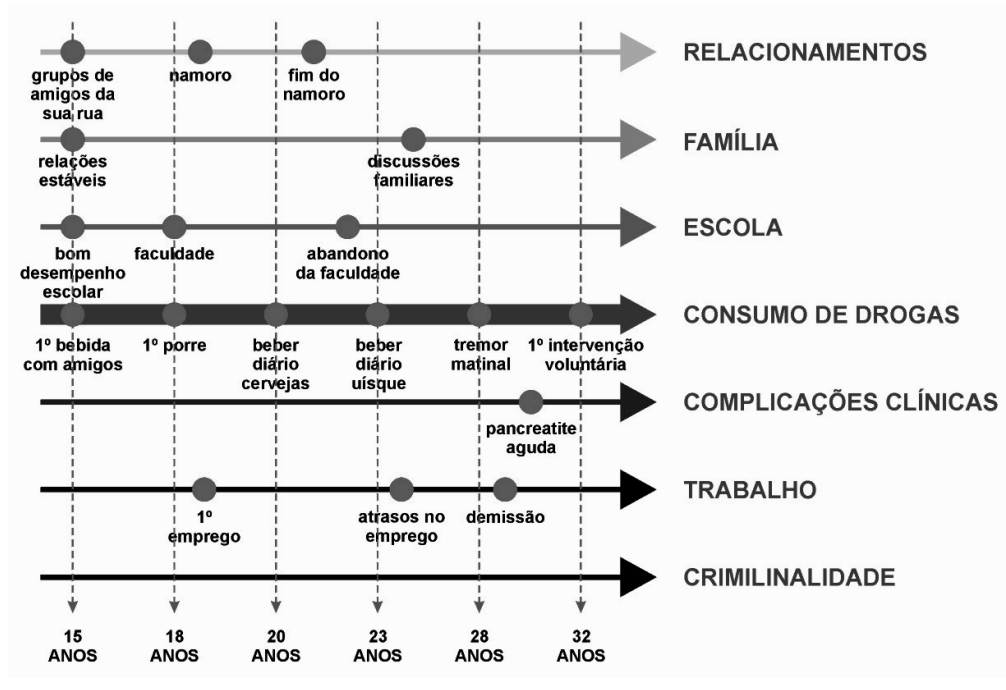 RELACIONAMENTOS
grupos de
amigos da
sua rua
namoro
fim do
namoro
FAMÍLIA
relações
estáveis
discussões
familiares
ESCOLA
bom
desempenho
escolar
faculdade
abandono
da faculdade
CONSUMO DE DROGAS
1º bebida
com amigos
1º porre
beber
diário
cervejas
beber
diário
uísque
tremor
matinal
1º intervenção
voluntária
COMPLICAÇÕES CLÍNICAS
pancreatite
aguda
TRABALHO
1º
emprego
atrasos no
emprego
demissão
CRIMILINALIDADE
15
ANOS
18
ANOS
20
ANOS
23
ANOS
28
ANOS
32
ANOS